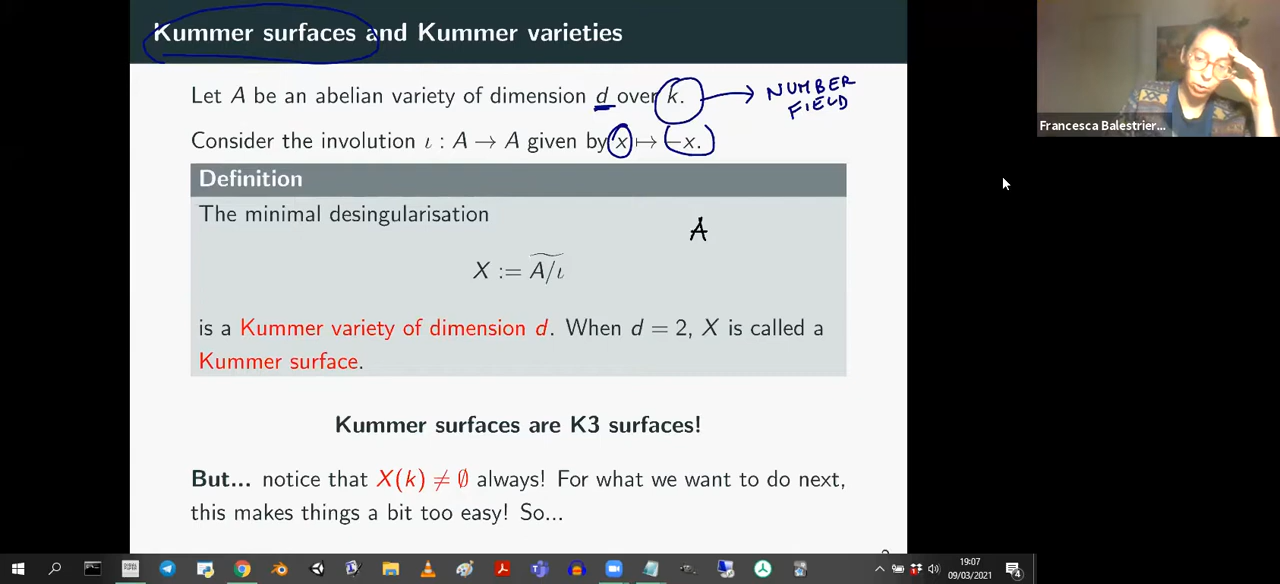 Kummer surfaces and Kummer varieties
Let A be an abelian variety of dimension d over k. → NUMBER FIELD
Consider the involution ι : A → A given by x ↦ −x.
Definition
The minimal desingularisation
A
X := \widetilde{A/ι}
is a Kummer variety of dimension d. When d = 2, X is called a
Kummer surface.
Kummer surfaces are K3 surfaces!
But... notice that X(k) ≠ ∅ always! For what we want to do next,
this makes things a bit too easy! So...
Francesca Balestrier...
19:07
09/03/2021